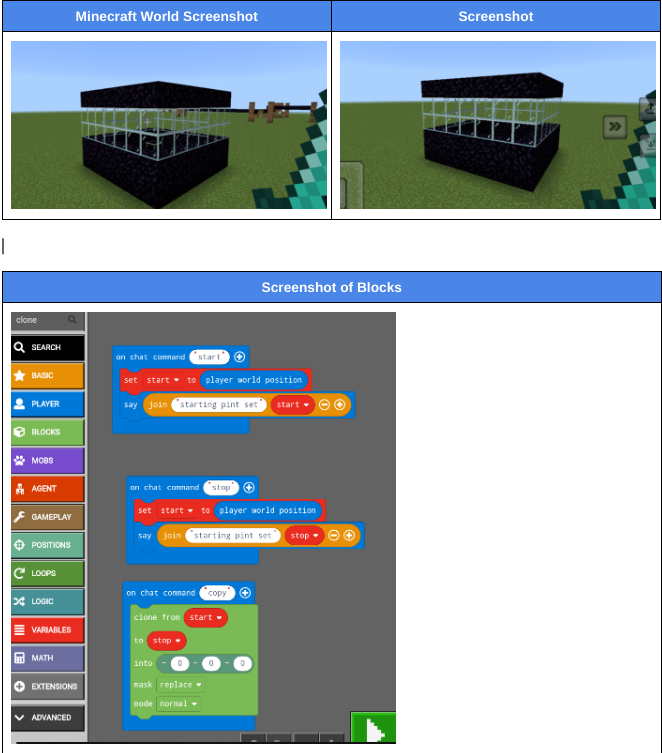 Minecraft World Screenshot
Screenshot
Screenshot of Blocks
clone
SEARCH
BASIC
PLAYER
BLOCKS
MOBS
AGENT
GAMEPLAY
POSITIONS
LOOPS
LOGIC
VARIABLES
MATH
EXTENSIONS
ADVANCED
on chat command "start"
set start to player world position
say join "starting pint set" start
on chat command "stop"
set start to player world position
say join "starting pint set" stop
on chat command "copy"
clone from start
to stop
into ~ 0 ~ 0 ~ 0
mask replace
mode normal